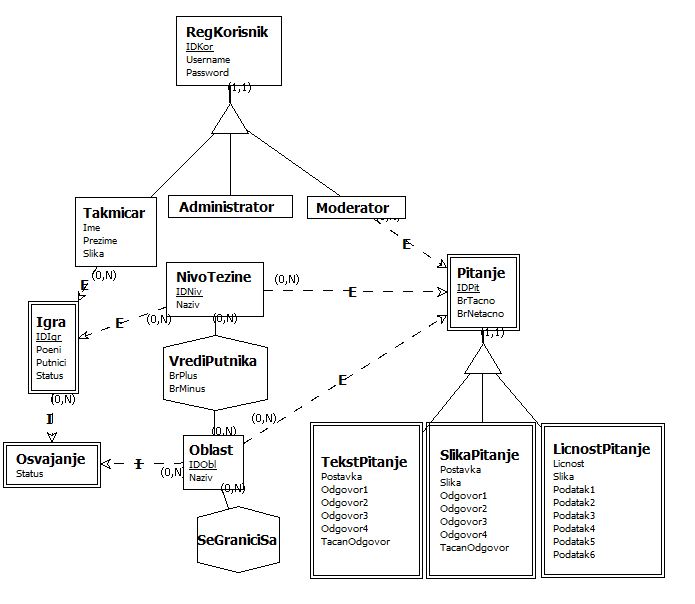 RegKorisnik
IDKor
Username
Password
(1,1)
Takmicar
Ime
Prezime
Slika
(0,N)
Administrator
Moderator
E
E
NivoTezine
IDNiv
Naziv
(0,N)
(0,N)
(0,N)
E
E
Pitanje
IDPit
BrTacno
BrNetacno
(1,1)
Igra
IDIgr
Poeni
Putnici
Status
(0,N)
I
VrediPutnika
BrPlus
BrMinus
E
(0,N)
(0,N)
Oblast
IDObl
Naziv
(0,N)
(0,N)
I
Osvajanje
Status
SeGraniciSa
TekstPitanje
Postavka
Odgovor1
Odgovor2
Odgovor3
Odgovor4
TacanOdgovor
SlikaPitanje
Postavka
Slika
Odgovor1
Odgovor2
Odgovor3
Odgovor4
TacanOdgovor
LicnostPitanje
Licnost
Slika
Podatak1
Podatak2
Podatak3
Podatak4
Podatak5
Podatak6